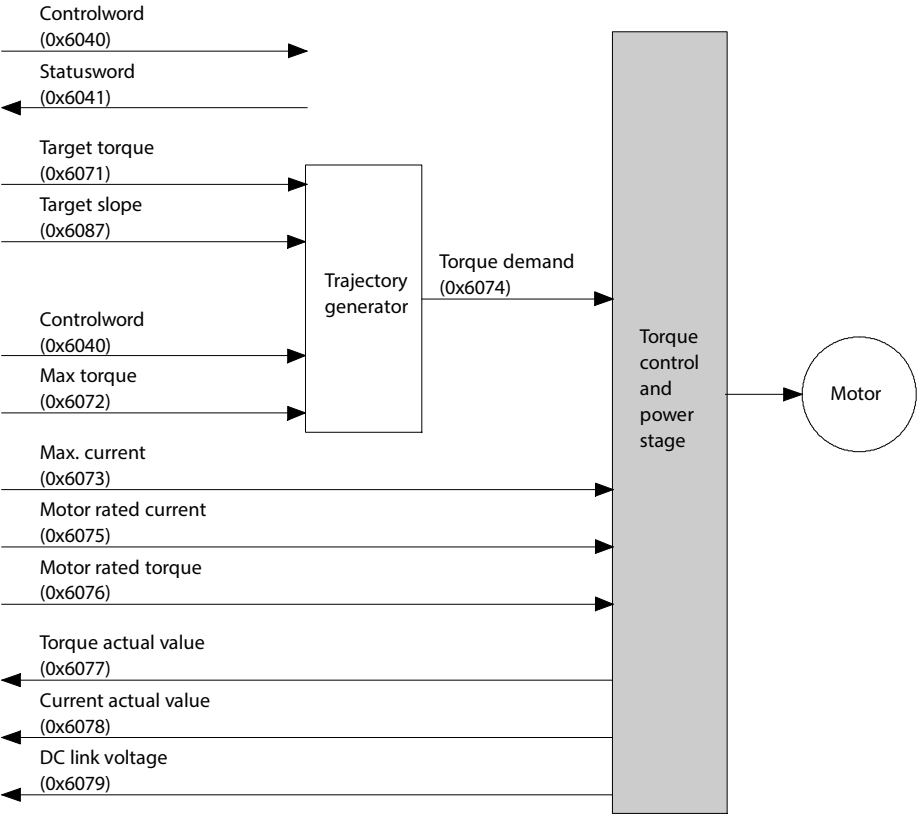 Controlword
(0x6040)
Statusword
(0x6041)
Target torque
(0x6071)
Target slope
(0x6087)
Controlword
(0x6040)
Max torque
(0x6072)
Trajectory
generator
Torque demand
(0x6074)
Max. current
(0x6073)
Motor rated current
(0x6075)
Motor rated torque
(0x6076)
Torque actual value
(0x6077)
Current actual value
(0x6078)
DC link voltage
(0x6079)
Torque
control
and
power
stage
Motor